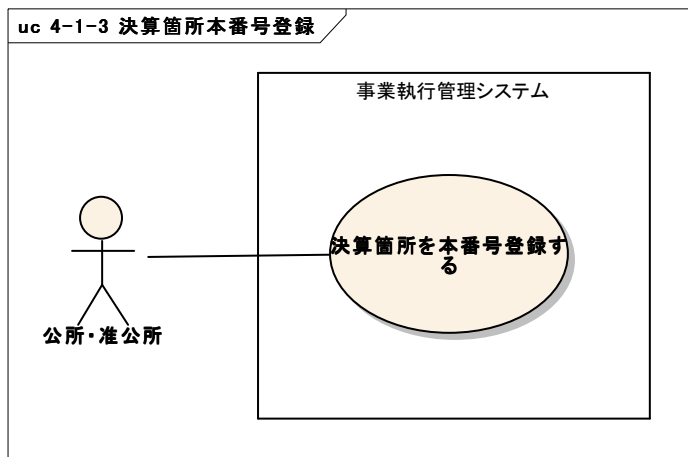 uc 4-1-3 決算箇所本番号登録
事業執行管理システム
決算箇所を本番号登録す
る
公所・准公所